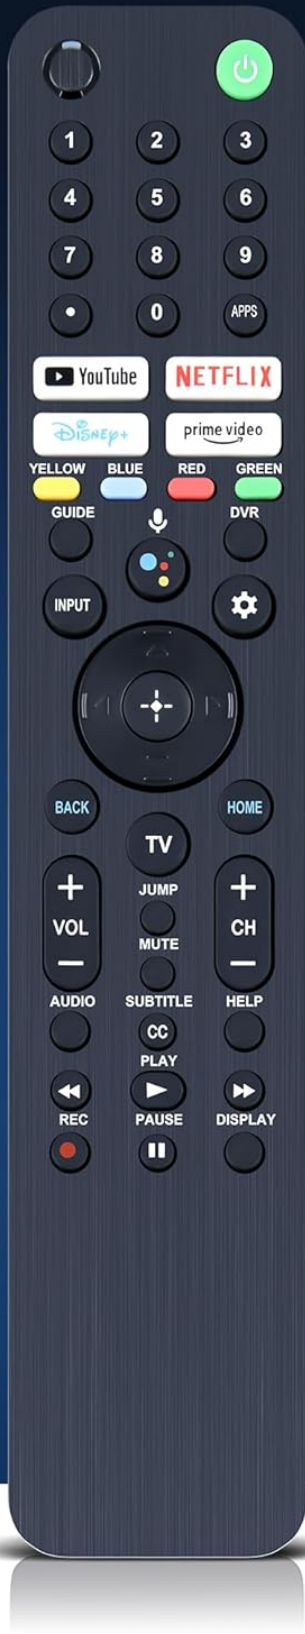 1 2 3
4 5 6
7 8 9
• 0 APPS
YouTube NETFLIX
Disney+ prime video
YELLOW BLUE RED GREEN
GUIDE DVR
INPUT
BACK HOME
TV
+ JUMP +
VOL CH
− MUTE −
AUDIO SUBTITLE HELP
CC
PLAY
REC PAUSE DISPLAY